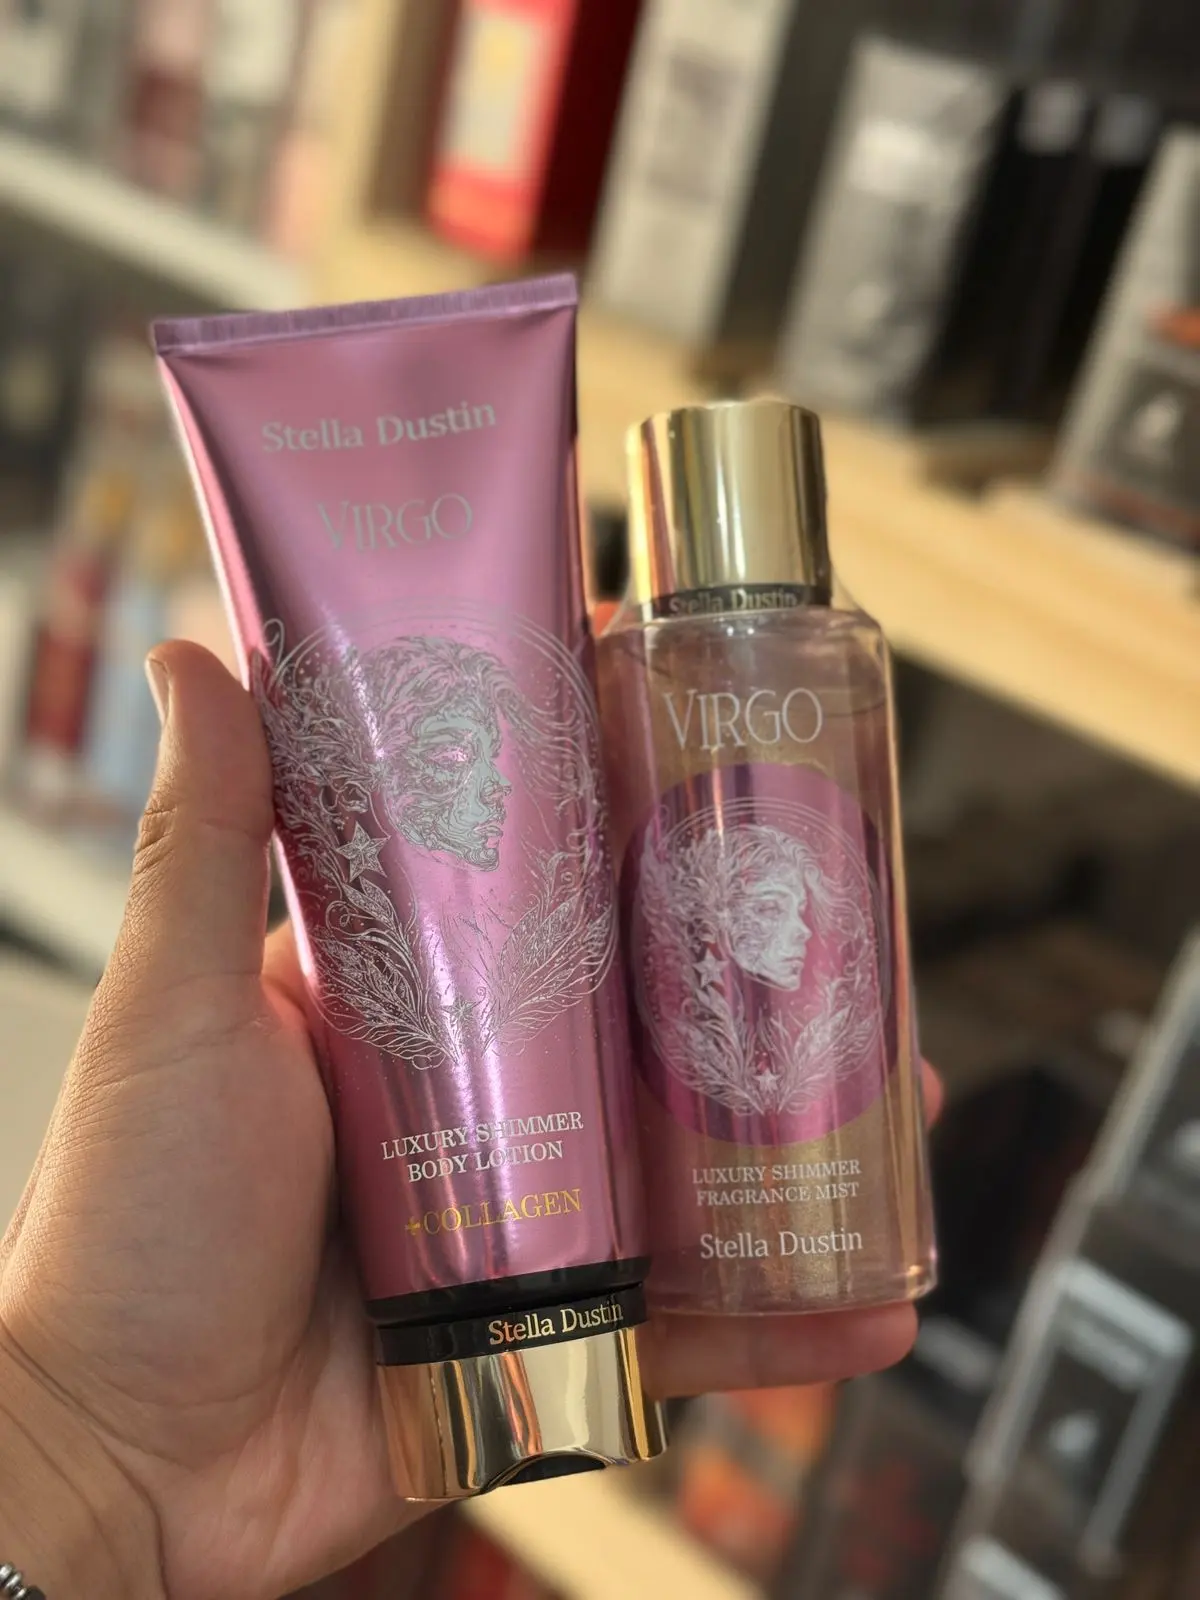 Stella Dustin
VIRGO
LUXURY SHIMMER
BODY LOTION
+COLLAGEN
Stella Dustin
Stella Dustin
VIRGO
LUXURY SHIMMER
FRAGRANCE MIST
Stella Dustin